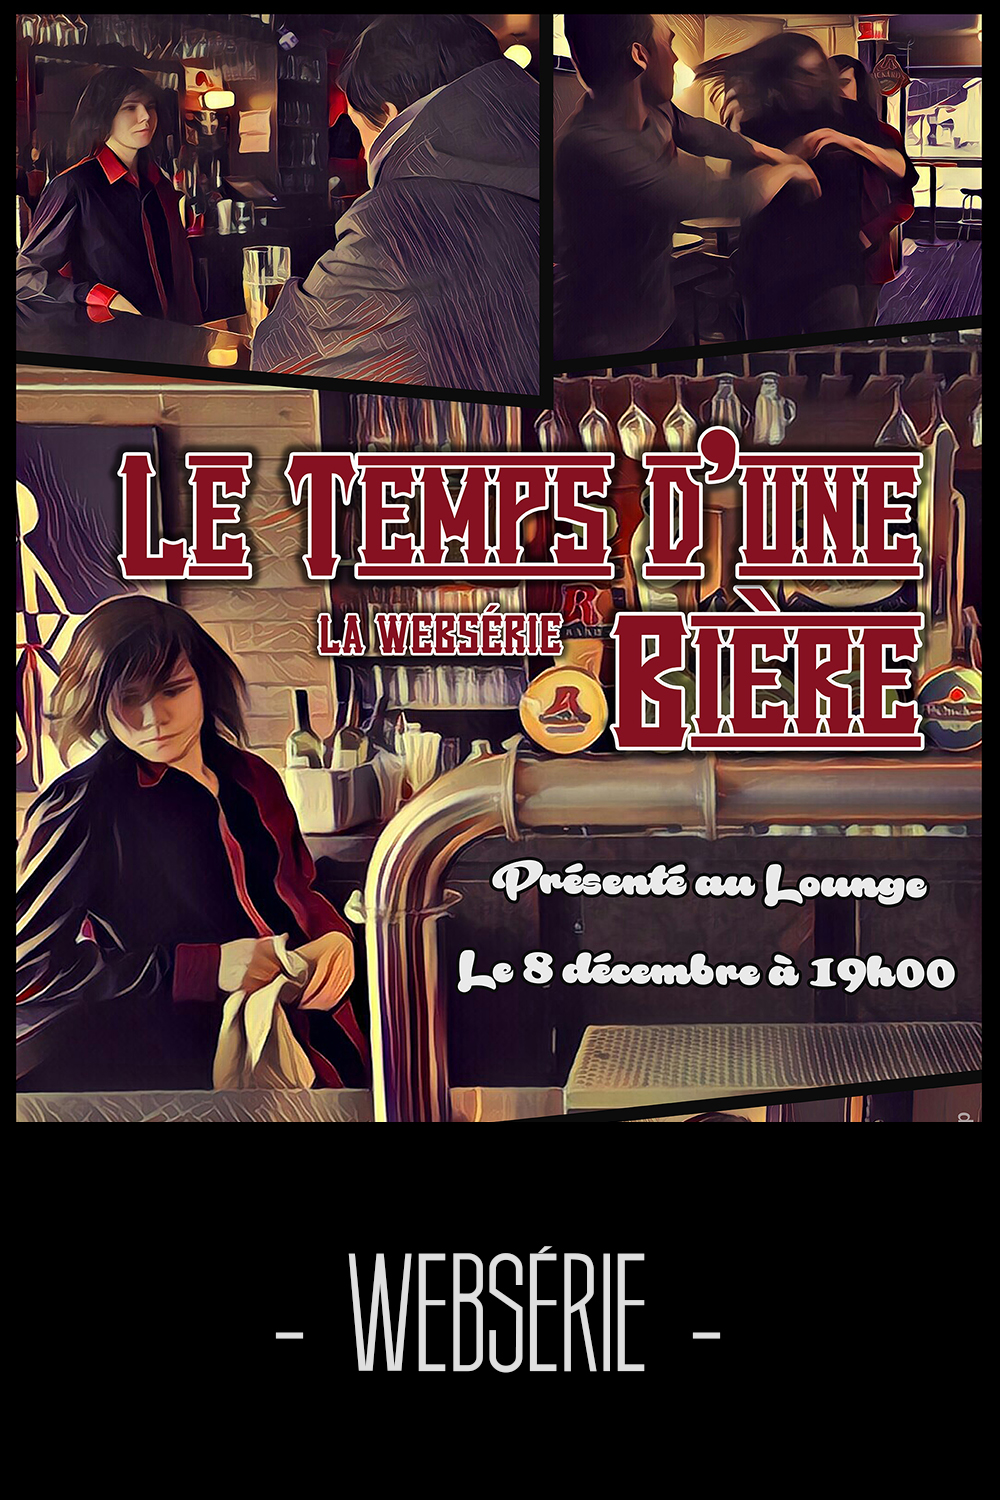 Le Temps d'une
La Websérie
Bière
Présenté au Lounge
Le 8 décembre à 19h00
- Websérie -